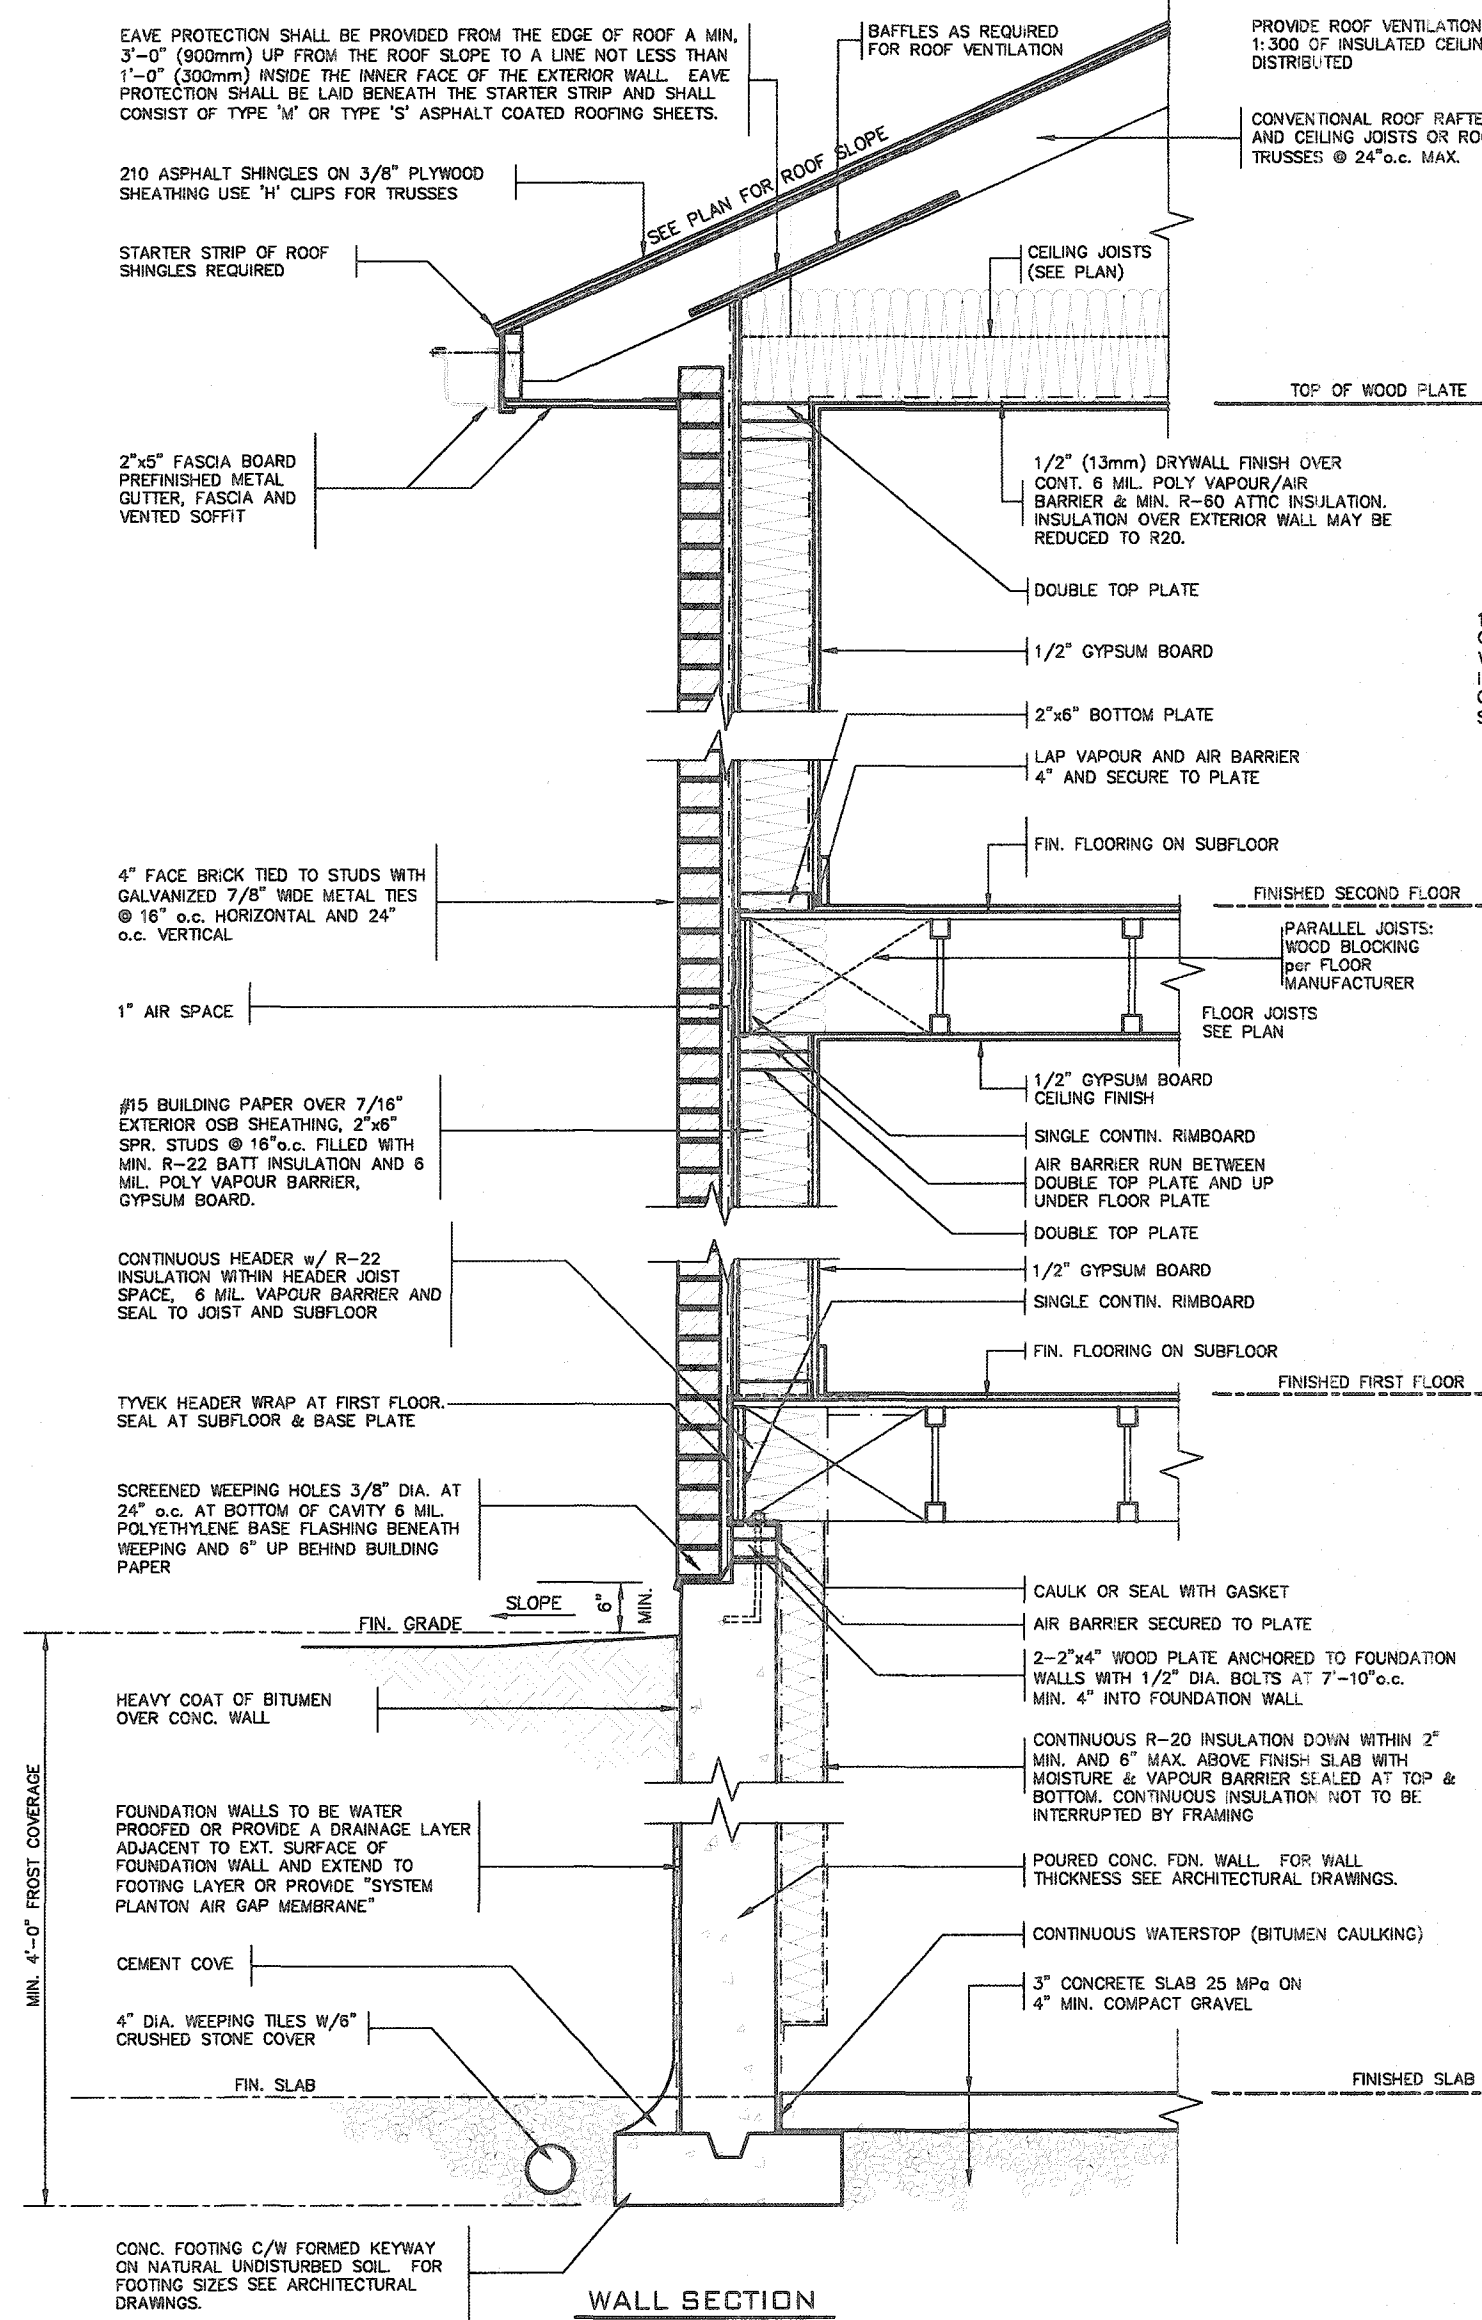 EAVE PROTECTION SHALL BE PROVIDED FROM THE EDGE OF ROOF A MIN.
3'-0" (900mm) UP FROM THE ROOF SLOPE TO A LINE NOT LESS THAN
1'-0" (300mm) INSIDE THE INNER FACE OF THE EXTERIOR WALL. EAVE
PROTECTION SHALL BE LAID BENEATH THE STARTER STRIP AND SHALL
CONSIST OF TYPE 'M' OR TYPE 'S' ASPHALT COATED ROOFING SHEETS.
BAFFLES AS REQUIRED
FOR ROOF VENTILATION
PROVIDE ROOF VENTILATION
1:300 OF INSULATED
DISTRIBUTED
CONVENTIONAL ROOF
AND CEILING JOISTS OR
TRUSSES @ 24"o.c. MAX.
210 ASPHALT SHINGLES ON 3/8" PLYWOOD
SHEATHING USE 'H' CLIPS FOR TRUSSES
SEE PLAN FOR ROOF SLOPE
STARTER STRIP OF ROOF
SHINGLES REQUIRED
CEILING JOISTS
(SEE PLAN)
TOP OF WOOD PLATE
2"x5" FASCIA BOARD
PREFINISHED METAL
GUTTER, FASCIA AND
VENTED SOFFIT
1/2" (13mm) DRYWALL FINISH OVER
CONT. 6 MIL. POLY VAPOUR/AIR
BARRIER & MIN. R-60 ATTIC INSULATION.
INSULATION OVER EXTERIOR WALL MAY BE
REDUCED TO R20.
DOUBLE TOP PLATE
1/2" GYPSUM BOARD
2"x6" BOTTOM PLATE
LAP VAPOUR AND AIR BARRIER
4" AND SECURE TO PLATE
FIN. FLOORING ON SUBFLOOR
4" FACE BRICK TIED TO STUDS WITH
GALVANIZED 7/8" WIDE METAL TIES
@ 16" o.c. HORIZONTAL AND 24"
o.c. VERTICAL
FINISHED SECOND FLOOR
PARALLEL JOISTS:
WOOD BLOCKING
per FLOOR
MANUFACTURER
1" AIR SPACE
FLOOR JOISTS
SEE PLAN
1/2" GYPSUM BOARD
CEILING FINISH
#15 BUILDING PAPER OVER 7/16"
EXTERIOR OSB SHEATHING, 2"x6"
SPR. STUDS @ 16"o.c. FILLED WITH
MIN. R-22 BATT INSULATION AND 6
MIL. POLY VAPOUR BARRIER,
GYPSUM BOARD.
SINGLE CONTIN. RIMBOARD
AIR BARRIER RUN BETWEEN
DOUBLE TOP PLATE AND UP
UNDER FLOOR PLATE
DOUBLE TOP PLATE
CONTINUOUS HEADER w/ R-22
INSULATION WITHIN HEADER JOIST
SPACE, 6 MIL. VAPOUR BARRIER AND
SEAL TO JOIST AND SUBFLOOR
1/2" GYPSUM BOARD
SINGLE CONTIN. RIMBOARD
FIN. FLOORING ON SUBFLOOR
FINISHED FIRST FLOOR
TYVEK HEADER WRAP AT FIRST FLOOR.
SEAL AT SUBFLOOR & BASE PLATE
SCREENED WEEPING HOLES 3/8" DIA. AT
24" o.c. AT BOTTOM OF CAVITY 6 MIL.
POLYETHYLENE BASE FLASHING BENEATH
WEEPING AND 6" UP BEHIND BUILDING
PAPER
SLOPE
6"
MIN.
FIN. GRADE
CAULK OR SEAL WITH GASKET
AIR BARRIER SECURED TO PLATE
2-2"x4" WOOD PLATE ANCHORED TO FOUNDATION
WALLS WITH 1/2" DIA. BOLTS AT 7'-10"o.c.
MIN. 4" INTO FOUNDATION WALL
HEAVY COAT OF BITUMEN
OVER CONC. WALL
CONTINUOUS R-20 INSULATION DOWN WITHIN 2"
MIN. AND 6" MAX. ABOVE FINISH SLAB WITH
MOISTURE & VAPOUR BARRIER SEALED AT TOP &
BOTTOM. CONTINUOUS INSULATION NOT TO BE
INTERRUPTED BY FRAMING
MIN. 4'-0" FROST COVERAGE
FOUNDATION WALLS TO BE WATER
PROOFED OR PROVIDE A DRAINAGE LAYER
ADJACENT TO EXT. SURFACE OF
FOUNDATION WALL AND EXTEND TO
FOOTING LAYER OR PROVIDE "SYSTEM
PLANTON AIR GAP MEMBRANE"
POURED CONC. FDN. WALL. FOR WALL
THICKNESS SEE ARCHITECTURAL DRAWINGS.
CONTINUOUS WATERSTOP (BITUMEN CAULKING)
CEMENT COVE
3" CONCRETE SLAB 25 MPa ON
4" MIN. COMPACT GRAVEL
4" DIA. WEEPING TILES W/6"
CRUSHED STONE COVER
FIN. SLAB
FINISHED SLAB
CONC. FOOTING C/W FORMED KEYWAY
ON NATURAL UNDISTURBED SOIL. FOR
FOOTING SIZES SEE ARCHITECTURAL
DRAWINGS.
WALL SECTION